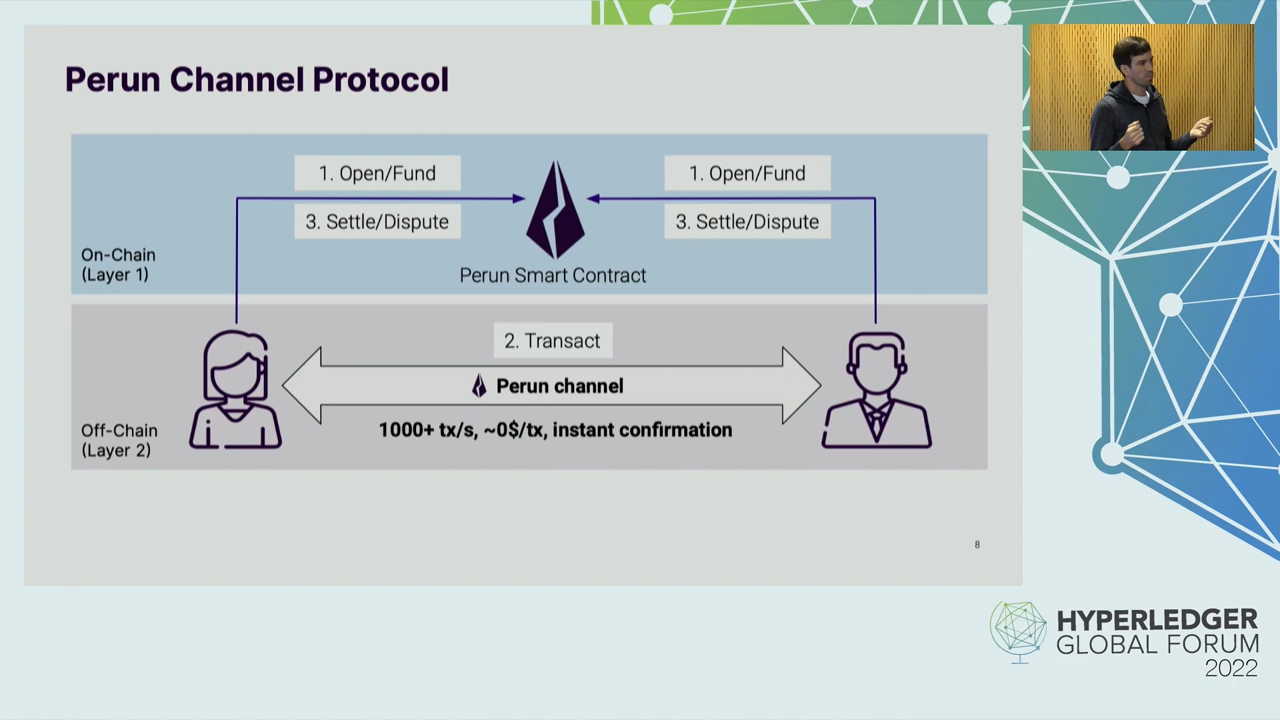 Perun Channel Protocol
1. Open/Fund
1. Open/Fund
3. Settle/Dispute
3. Settle/Dispute
On-Chain
(Layer 1)
Perun Smart Contract
2. Transact
Perun channel
1000+ tx/s, ~0$/tx, instant confirmation
Off-Chain
(Layer 2)
8
HYPERLEDGER
GLOBAL FORUM
2022